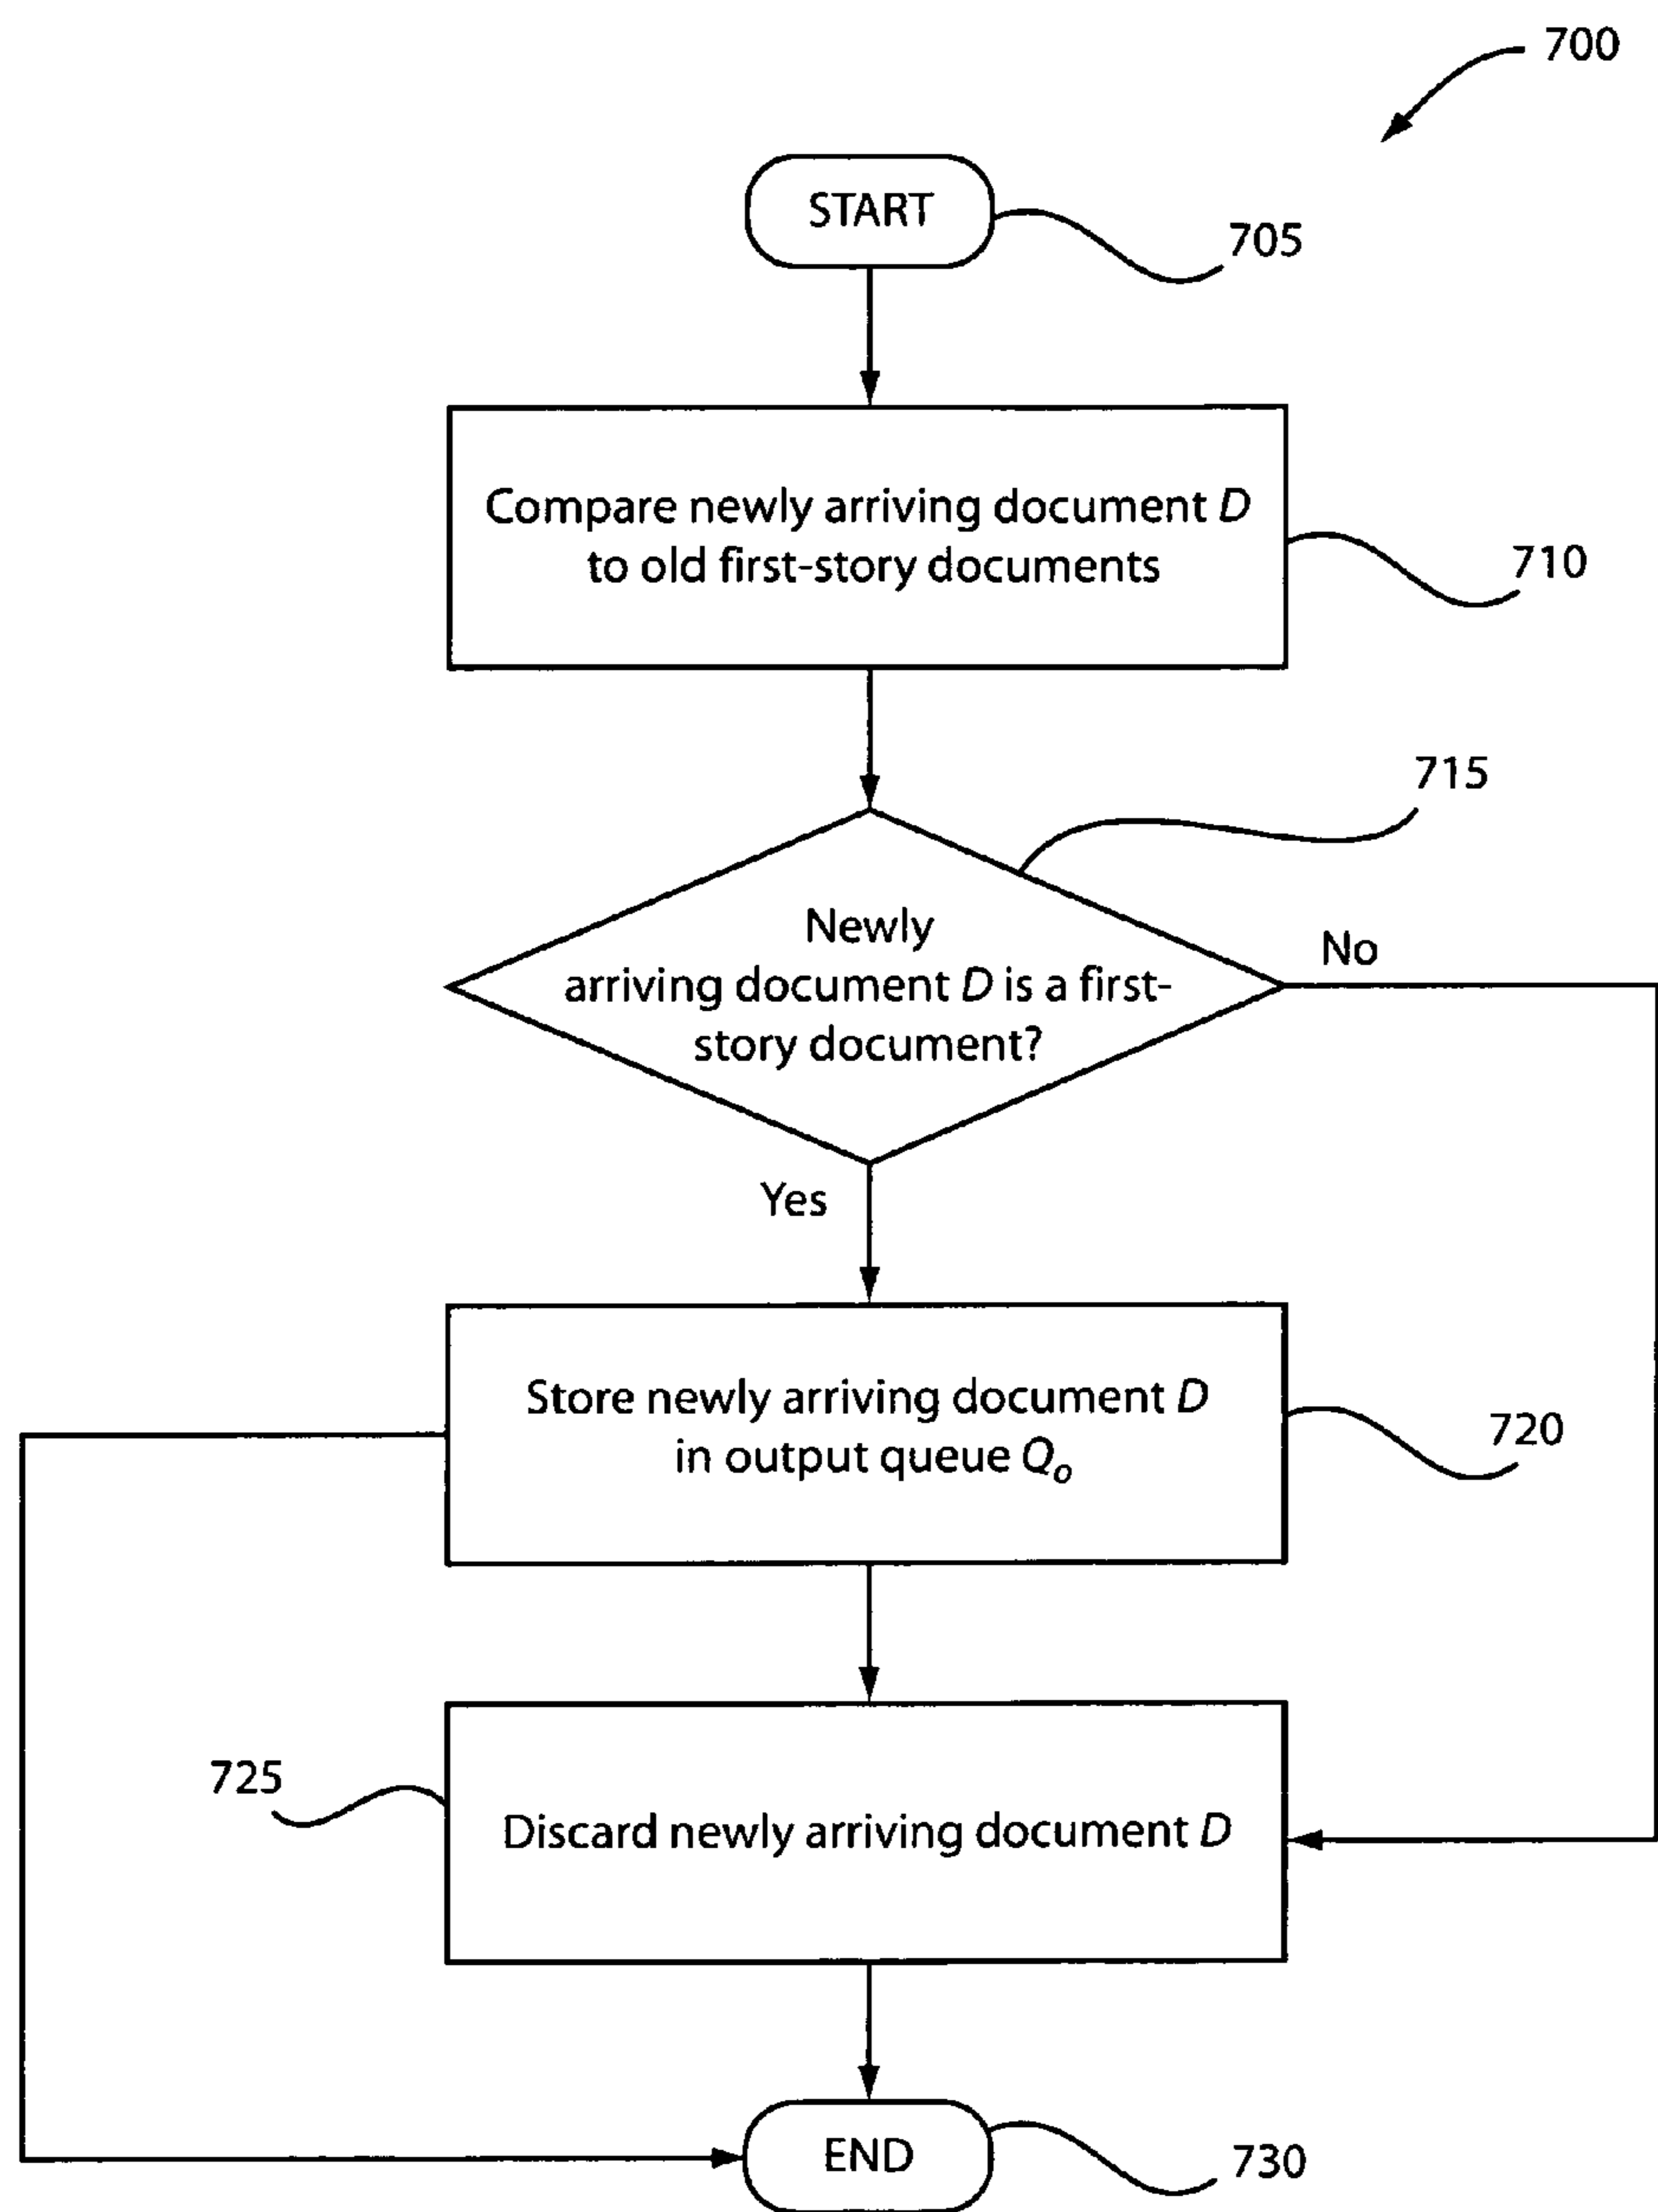 700
START
705
Compare newly arriving document D
to old first-story documents
710
715
Newly
arriving document D is a first-
story document?
No
Yes
Store newly arriving document D
in output queue Qo
720
725
Discard newly arriving document D
END
730